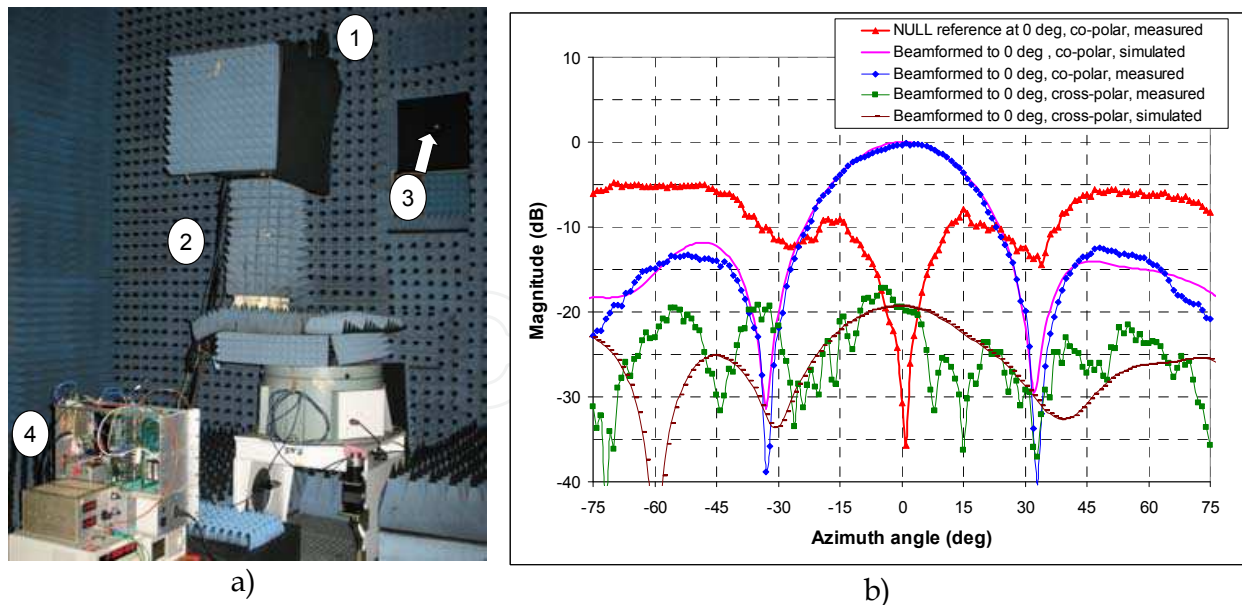 1
2
3
4
a)
NULL reference at 0 deg, co-polar, measured
Beamformed to 0 deg, co-polar, simulated
Beamformed to 0 deg, co-polar, measured
Beamformed to 0 deg, cross-polar, measured
Beamformed to 0 deg, cross-polar, simulated
Magnitude (dB)
10
0
-10
-20
-30
-40
-75 -60 -45 -30 -15 0 15 30 45 60 75
Azimuth angle (deg)
b)